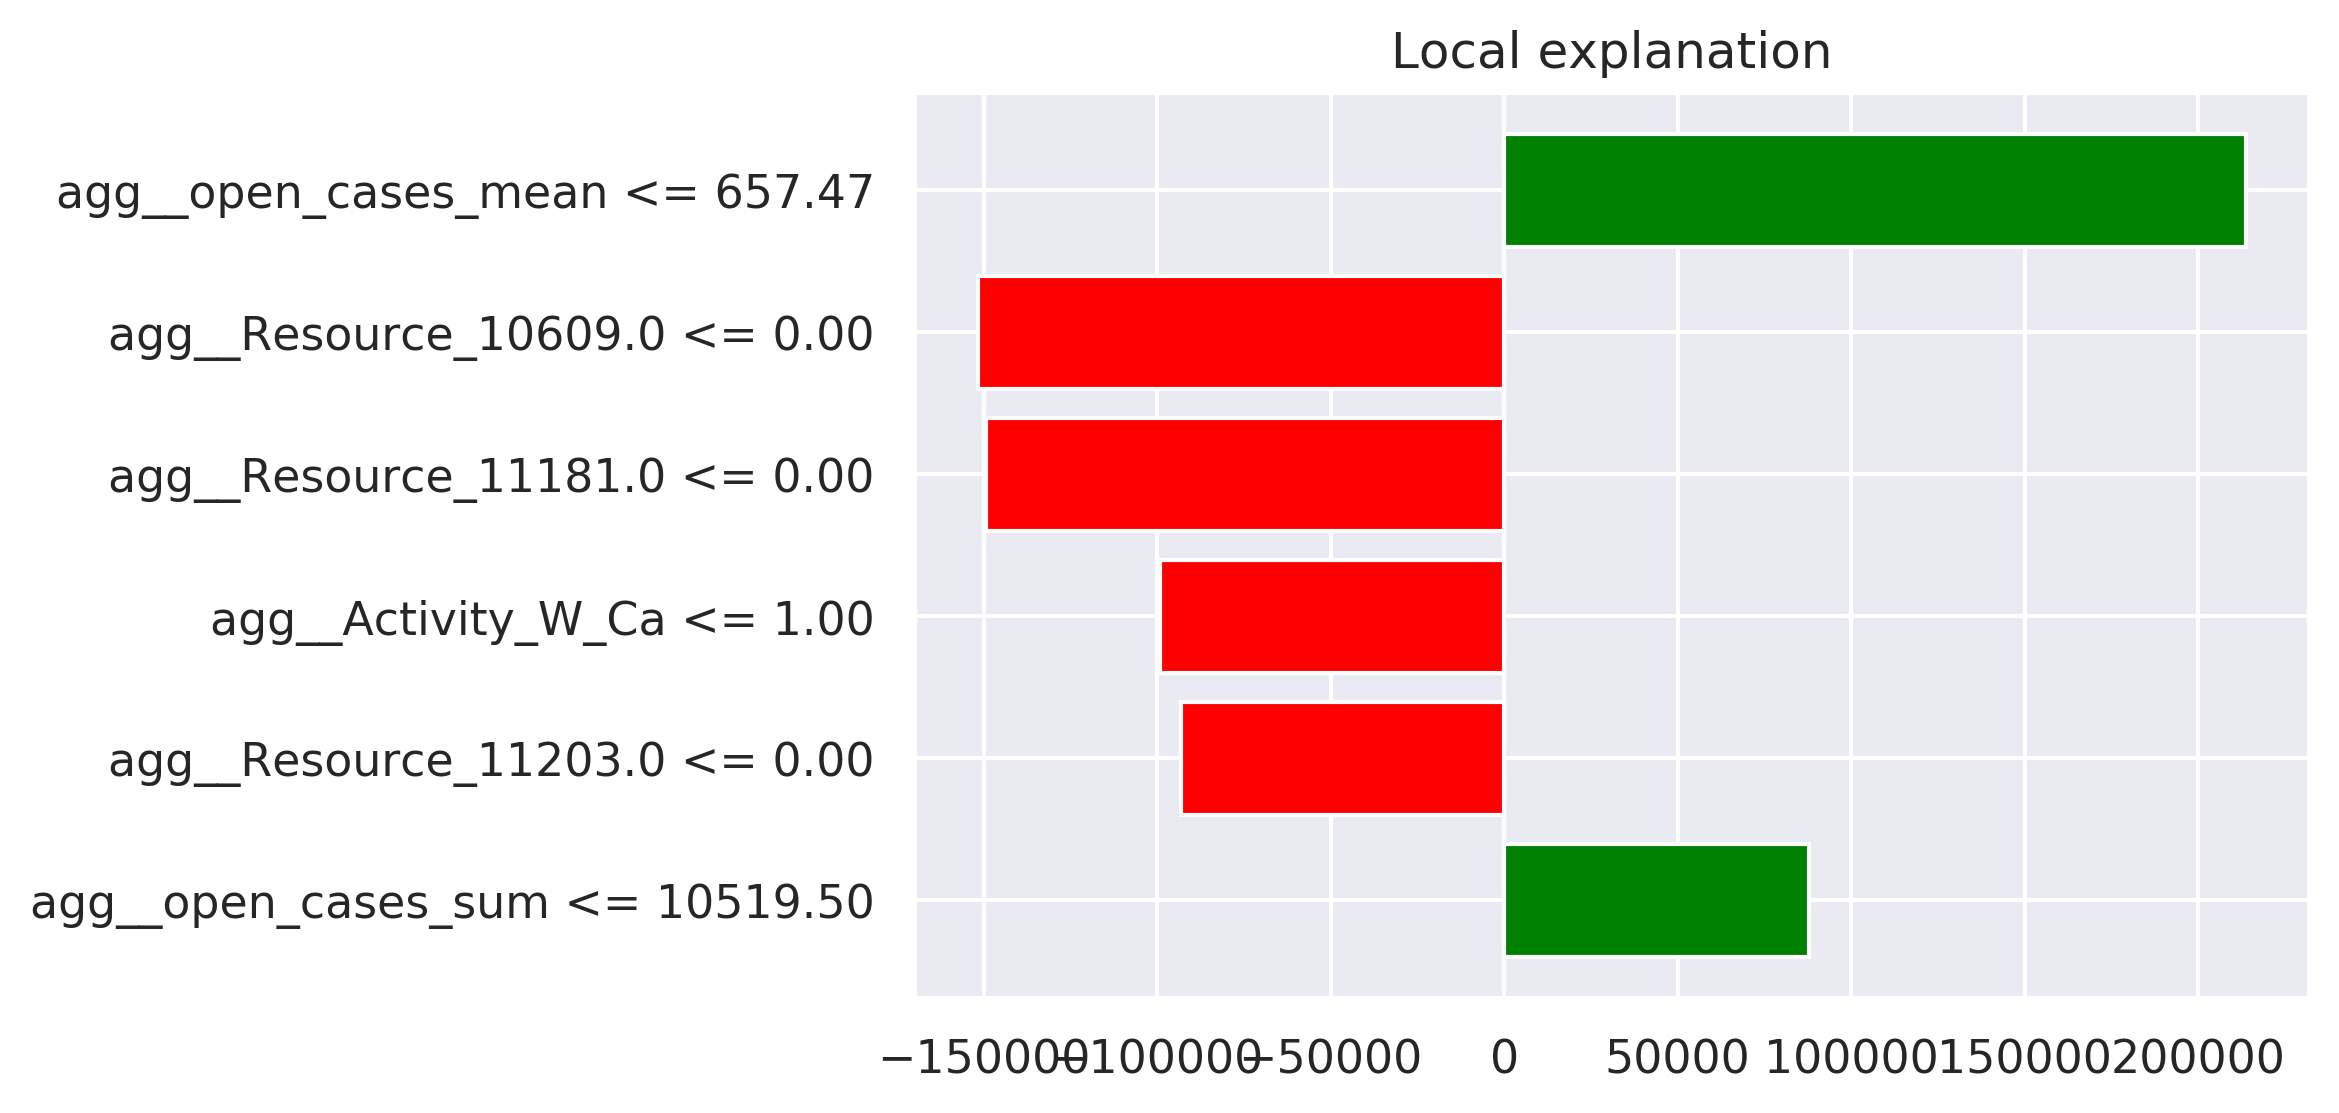 Local explanation
agg__open_cases_mean <= 657.47
agg__Resource_10609.0 <= 0.00
agg__Resource_11181.0 <= 0.00
agg__Activity_W_Ca <= 1.00
agg__Resource_11203.0 <= 0.00
agg__open_cases_sum <= 10519.50
−150000 −100000 −50000 0 50000 100000 150000 200000